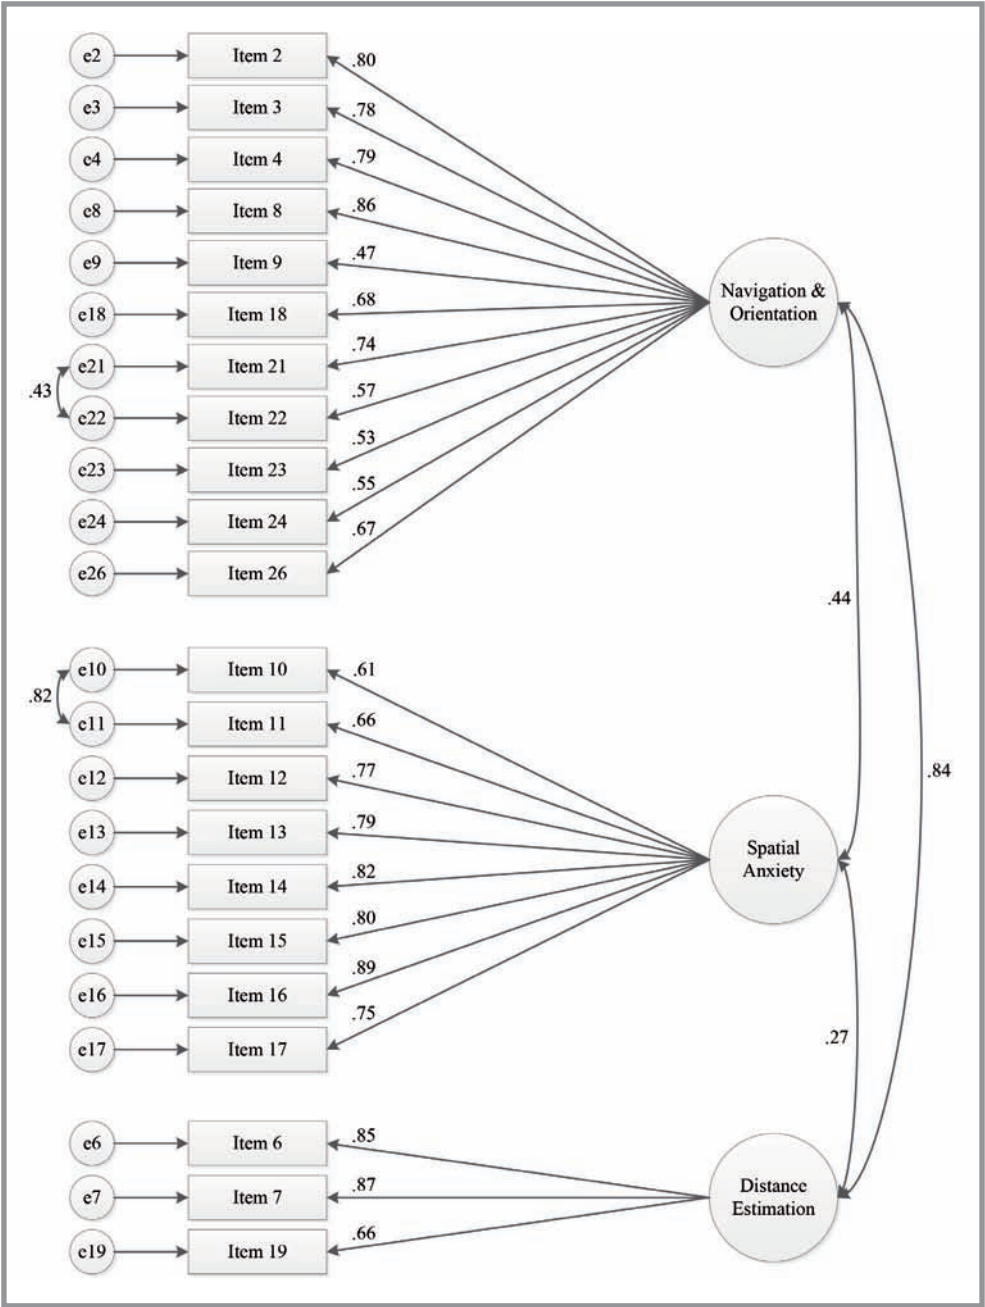 e2 Item 2 .80
e3 Item 3 .78
e4 Item 4 .79
e8 Item 8 .86
e9 Item 9 .47
e18 Item 18 .68
e21 Item 21 .74
.43
e22 Item 22 .57
e23 Item 23 .53
e24 Item 24 .55
e26 Item 26 .67
Navigation &
Orientation
.44
.84
e10 Item 10 .61
.82
e11 Item 11 .66
e12 Item 12 .77
e13 Item 13 .79
e14 Item 14 .82
e15 Item 15 .80
e16 Item 16 .89
e17 Item 17 .75
Spatial
Anxiety
.27
e6 Item 6 .85
e7 Item 7 .87
e19 Item 19 .66
Distance
Estimation